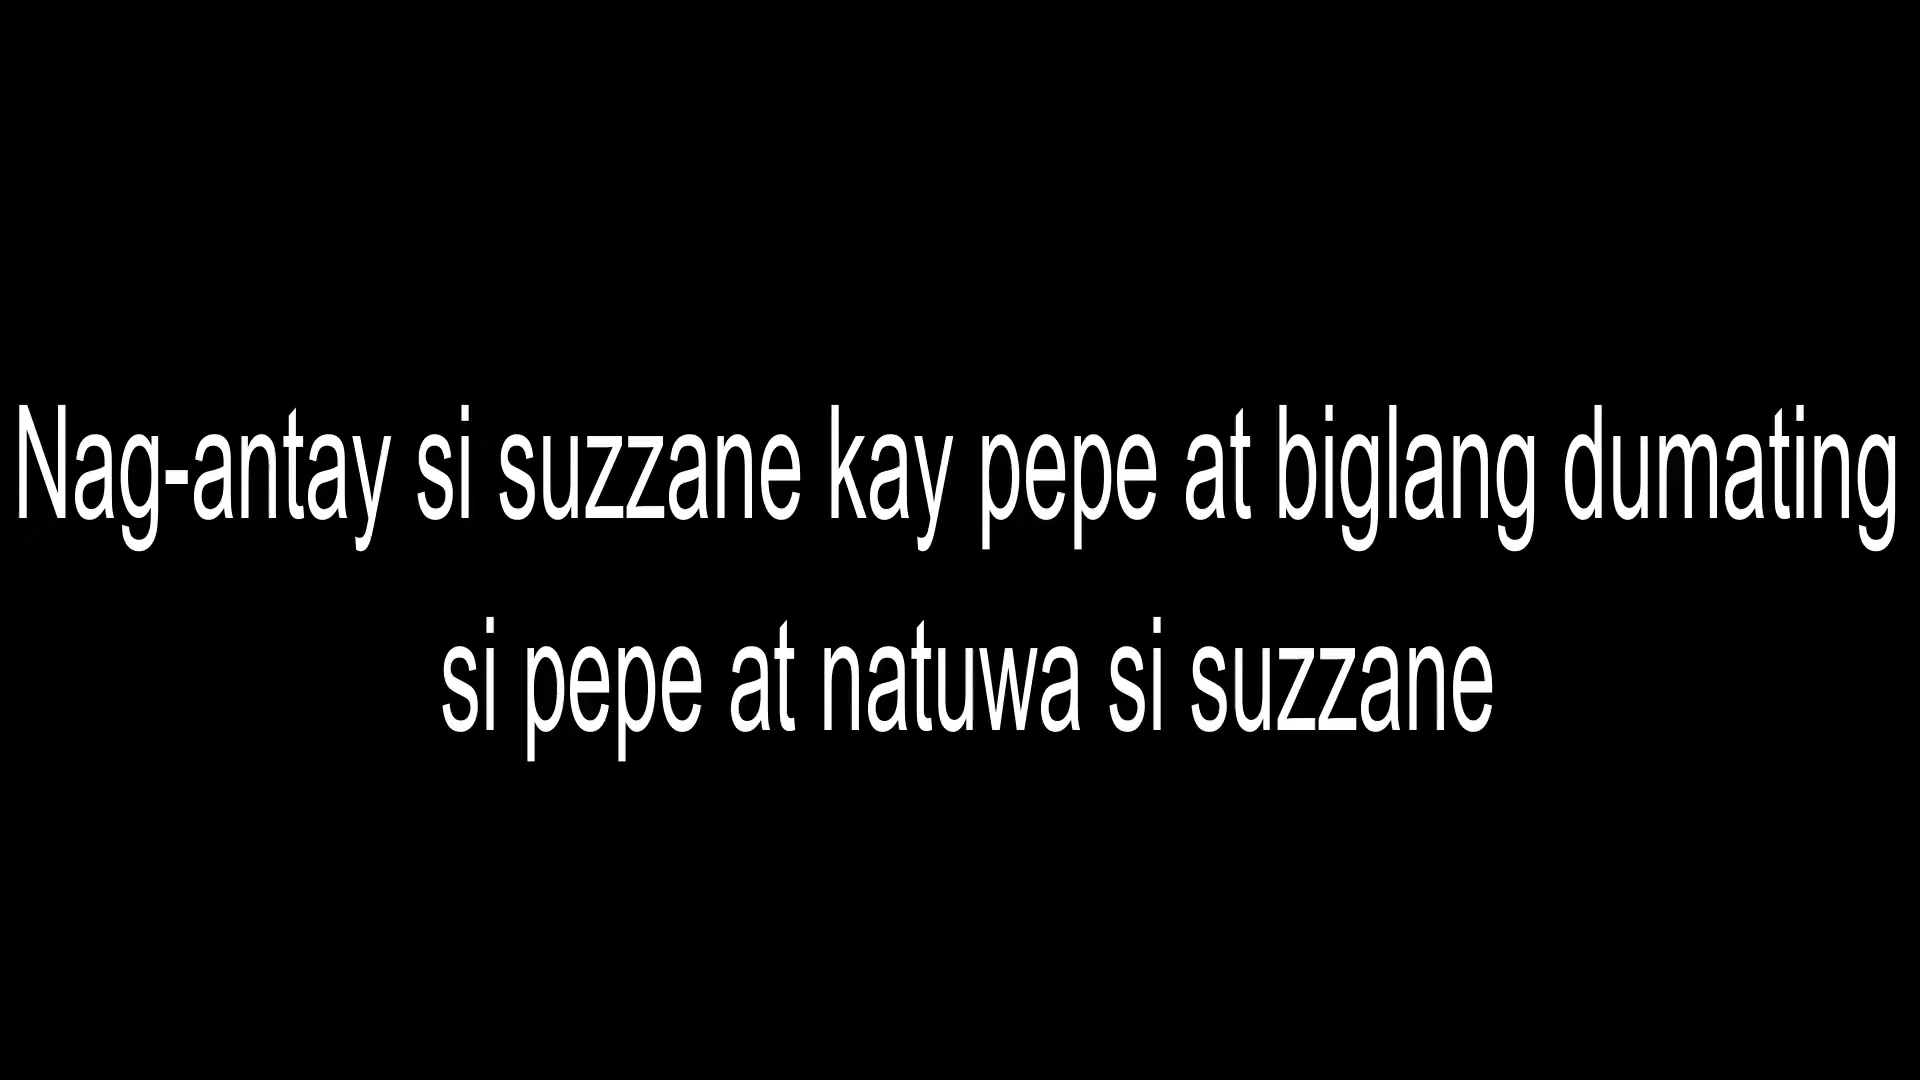 Nag-antay si suzzane kay pepe at biglang dumating
si pepe at natuwa si suzzane